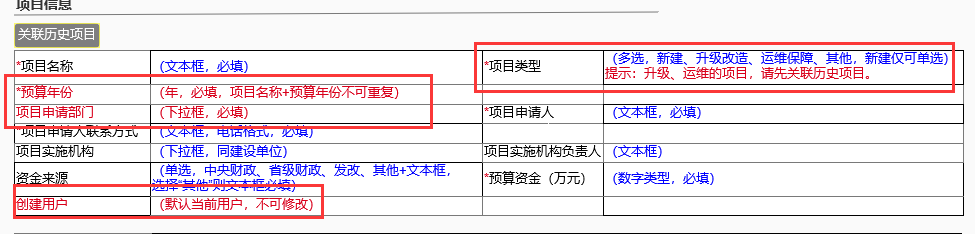 项目信息
关联历史项目
*项目名称 (文本框，必填) *项目类型 (多选，新建、升级改造、运维保障、其他，新建仅可单选)
提示：升级、运维的项目，请先关联历史项目。
*预算年份 (年，必填，项目名称+预算年份不可重复)
项目申请部门 (下拉框，必填) *项目申请人 (文本框，必填)
*项目申请人联系方式 (文本框，电话格式，必填)
项目实施机构 (下拉框，同建设单位) 项目实施机构负责人 (文本框)
资金来源 (单选，中央财政、省级财政、发改、其他+文本框，
选择“其他”则文本框必填) *预算资金（万元） (数字类型，必填)
创建用户 (默认当前用户，不可修改)